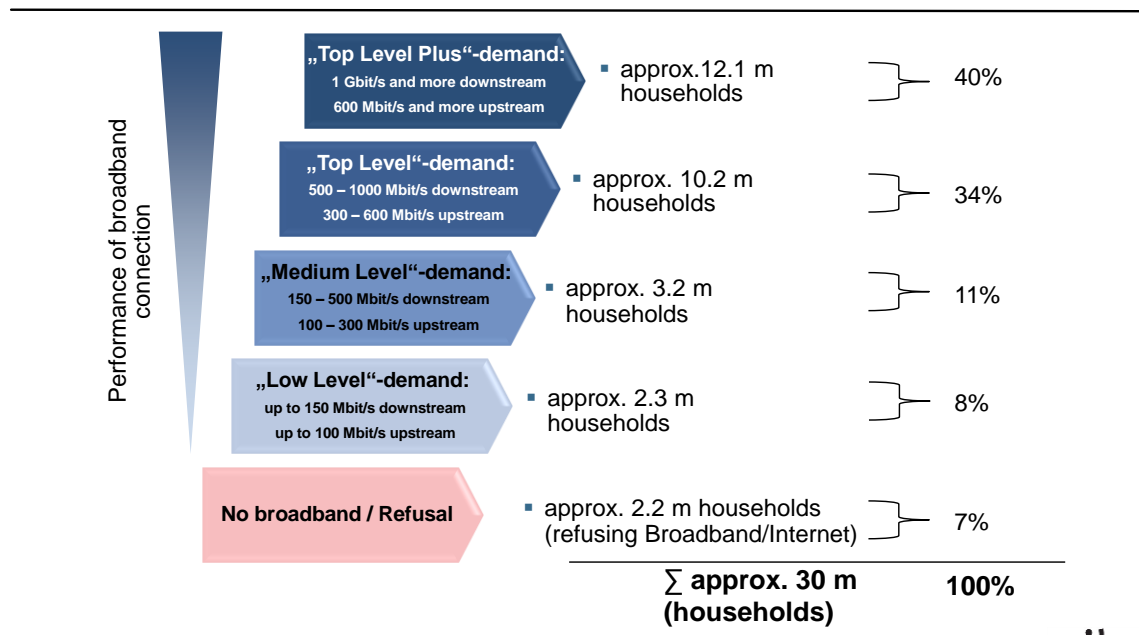 Performance of broadband
connection
„Top Level Plus“-demand:
1 Gbit/s and more downstream
600 Mbit/s and more upstream
▪ approx.12.1 m
households
40%
„Top Level“-demand:
500 – 1000 Mbit/s downstream
300 – 600 Mbit/s upstream
▪ approx. 10.2 m
households
34%
„Medium Level“-demand:
150 – 500 Mbit/s downstream
100 – 300 Mbit/s upstream
▪ approx. 3.2 m
households
11%
„Low Level“-demand:
up to 150 Mbit/s downstream
up to 100 Mbit/s upstream
▪ approx. 2.3 m
households
8%
No broadband / Refusal
▪ approx. 2.2 m households
(refusing Broadband/Internet)
7%
∑ approx. 30 m
(households)
100%